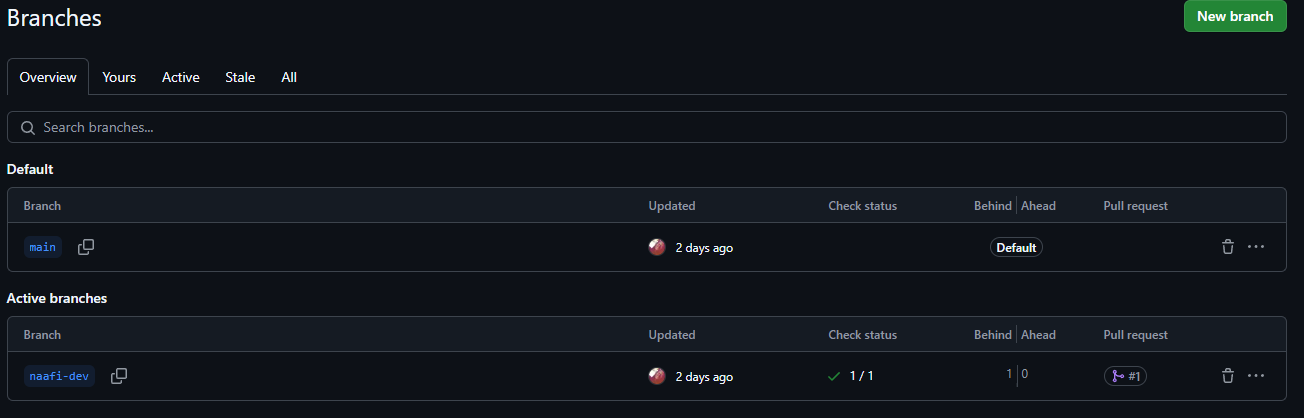 Branches
New branch
Overview Yours Active Stale All
Search branches...
Default
Branch Updated Check status Behind Ahead Pull request
main 2 days ago Default
Active branches
Branch Updated Check status Behind Ahead Pull request
naafi-dev 2 days ago 1 / 1 1 0 #1